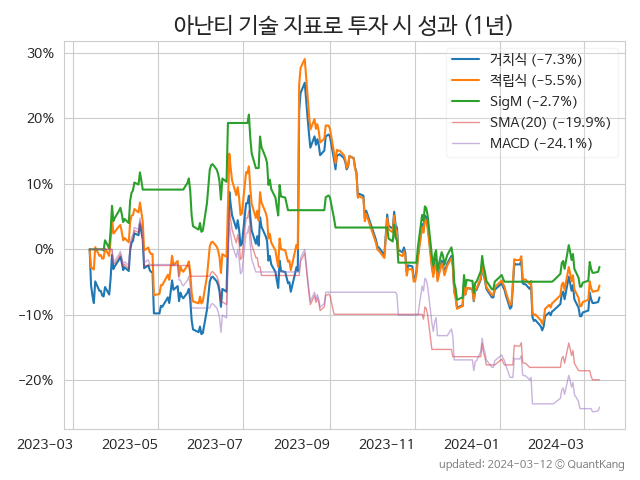 아난티 기술 지표로 투자 시 성과 (1년)
30%
20%
10%
0%
−10%
−20%
거치식 (−7.3%)
적립식 (−5.5%)
SigM (−2.7%)
SMA(20) (−19.9%)
MACD (−24.1%)
2023-03
2023-05
2023-07
2023-09
2023-11
2024-01
2024-03
updated: 2024-03-12 © QuantKang